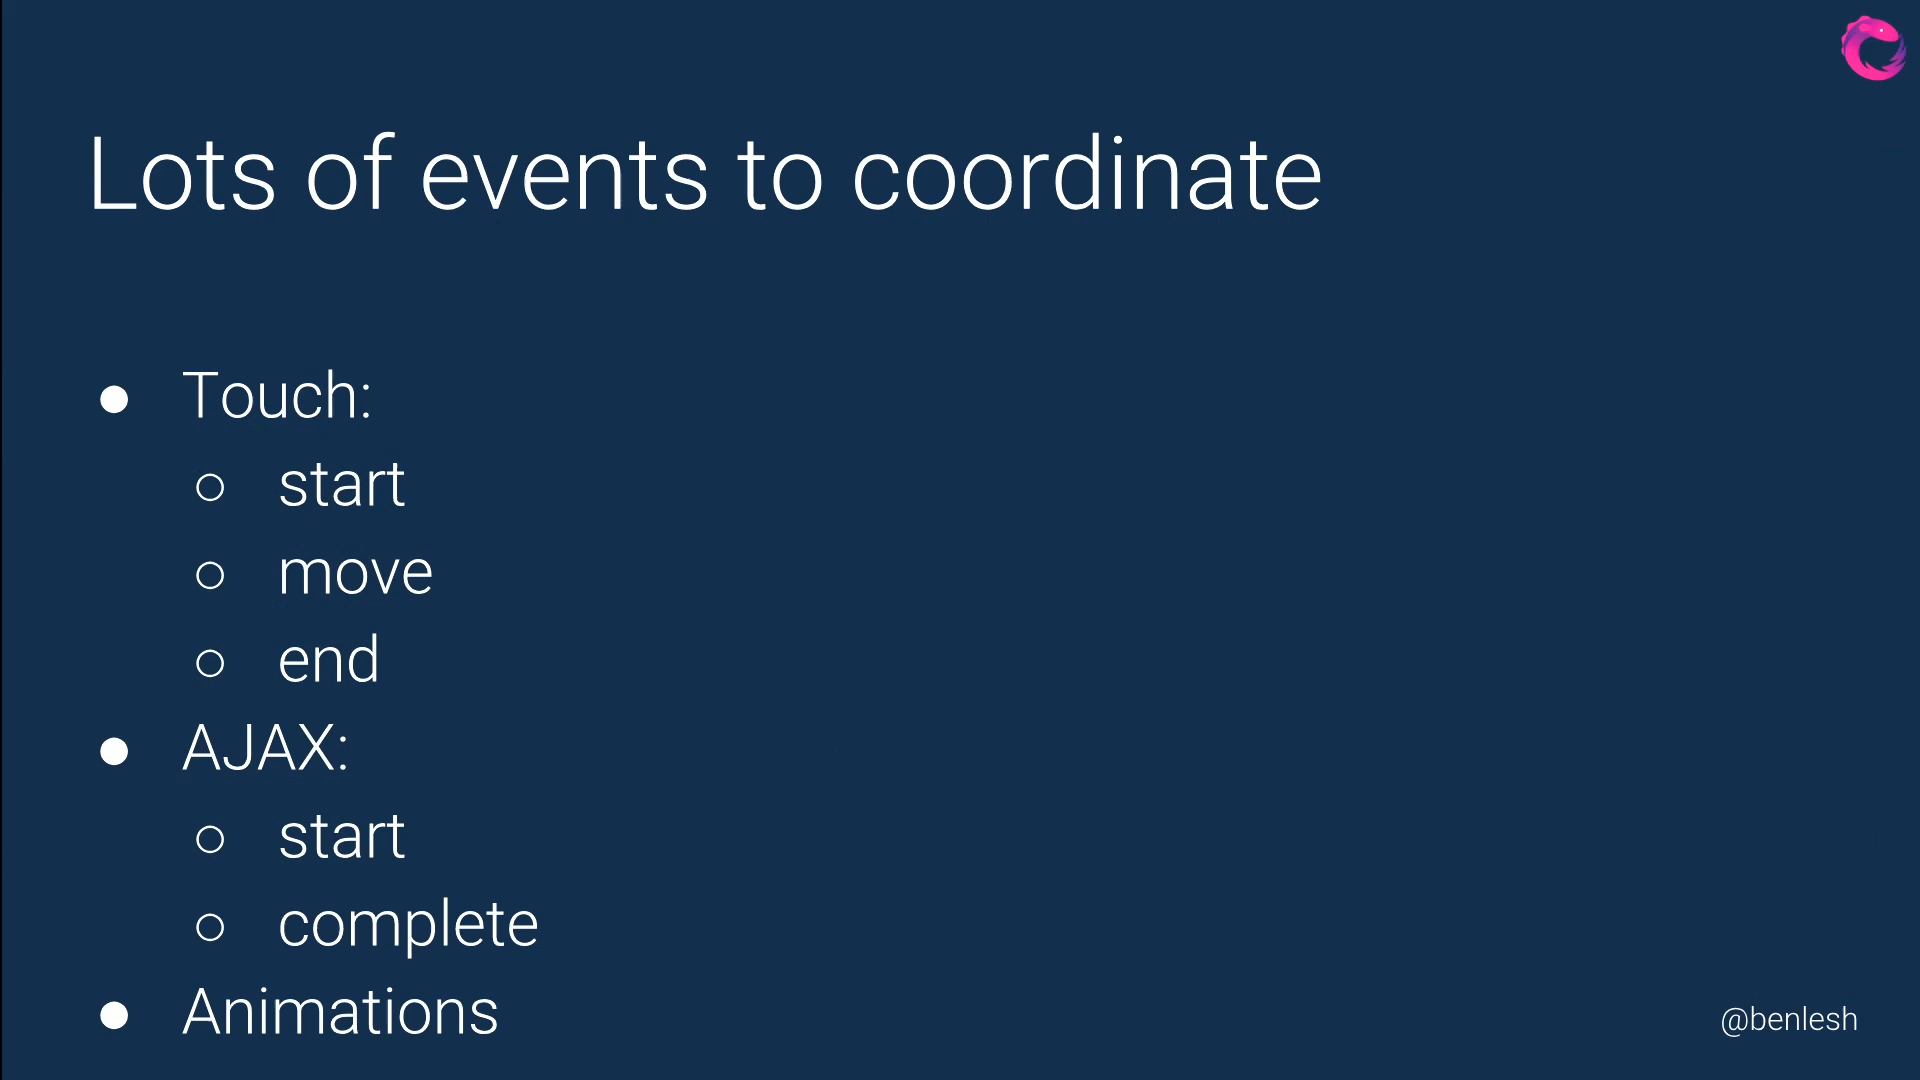 Lots of events to coordinate
● Touch:
○ start
○ move
○ end
● AJAX:
○ start
○ complete
● Animations
@benlesh